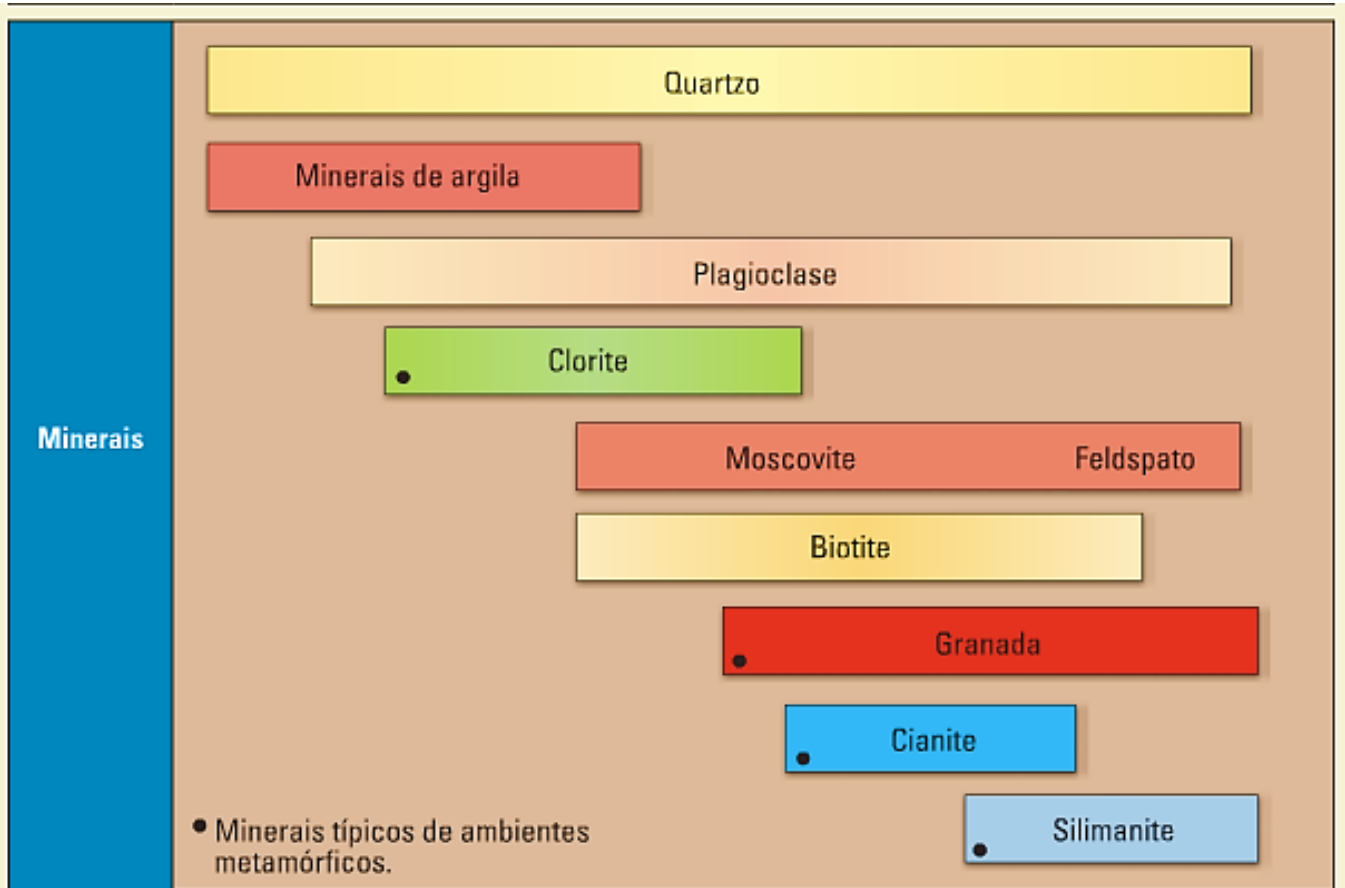 Quartzo
Minerais de argila
Plagioclase
Clorite
Minerais
Moscovite Feldspato
Biotite
Granada
Cianite
Silimanite
• Minerais típicos de ambientes
metamórficos.